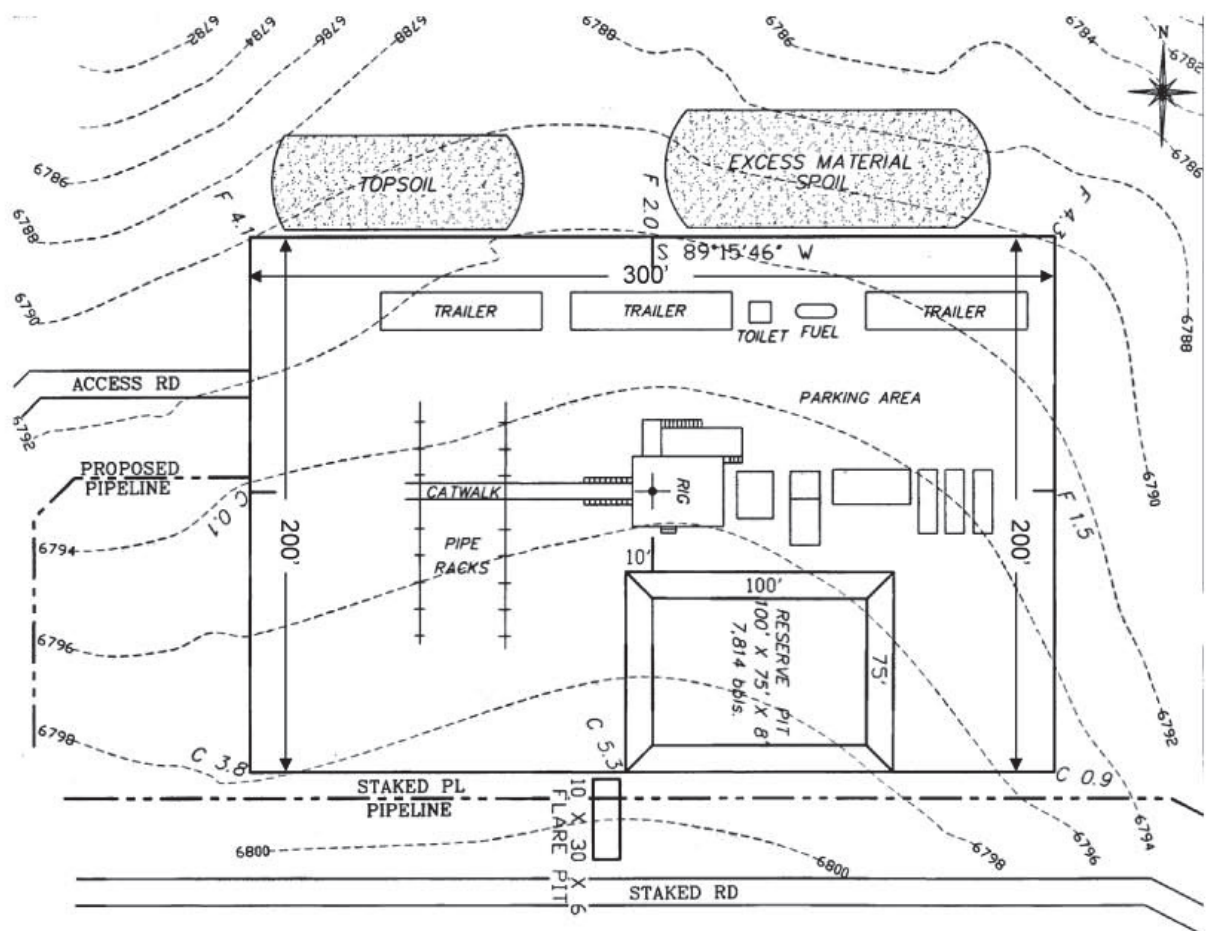 6782
6784
6786
6788
6788
6786
6784
6782
N
6786
6786
6788
6790
6792
F 4.1
TOPSOIL
F 2.0
EXCESS MATERIAL
SPOIL
F 4.3
S 89°15'46" W
300'
TRAILER
TRAILER
TOILET
FUEL
TRAILER
6788
ACCESS RD
PARKING AREA
PROPOSED
PIPELINE
C 0.1
CATWALK
RIG
6790
F 1.5
200'
200'
6794
PIPE
RACKS
10'
100'
RESERVE PIT
100' X 75' X 8'
7,814 bbls.
75'
6796
6798
6792
C 3.8
C 5.3
C 0.9
STAKED PL
PIPELINE
10 X 30 X 6
FLARE PIT
6794
6796
6798
6800
6800
STAKED RD